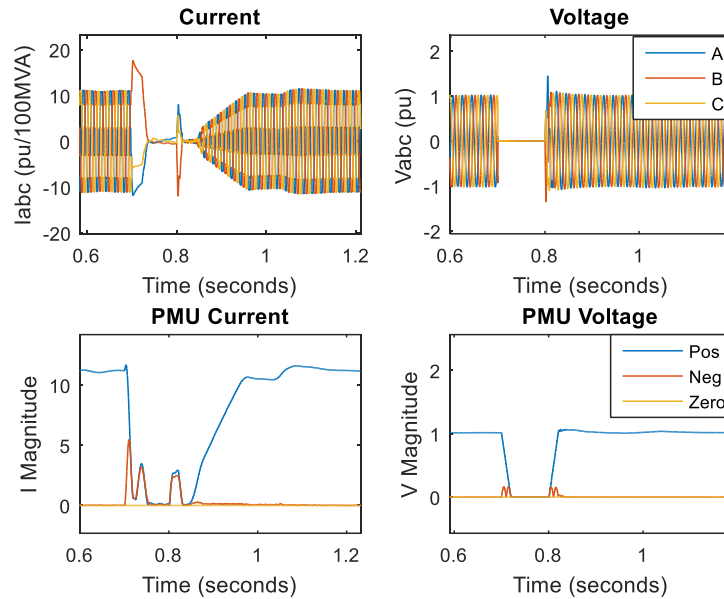 Current
Iabc (pu/100MVA)
20
10
0
-10
-20
0.6
0.8
1
1.2
Time (seconds)
Voltage
Vabc (pu)
2
1
0
-1
-2
0.6
0.8
1
Time (seconds)
A
B
C
PMU Current
I Magnitude
10
5
0
0.6
0.8
1
1.2
Time (seconds)
PMU Voltage
V Magnitude
2
1
0
0.6
0.8
1
Time (seconds)
Pos
Neg
Zero